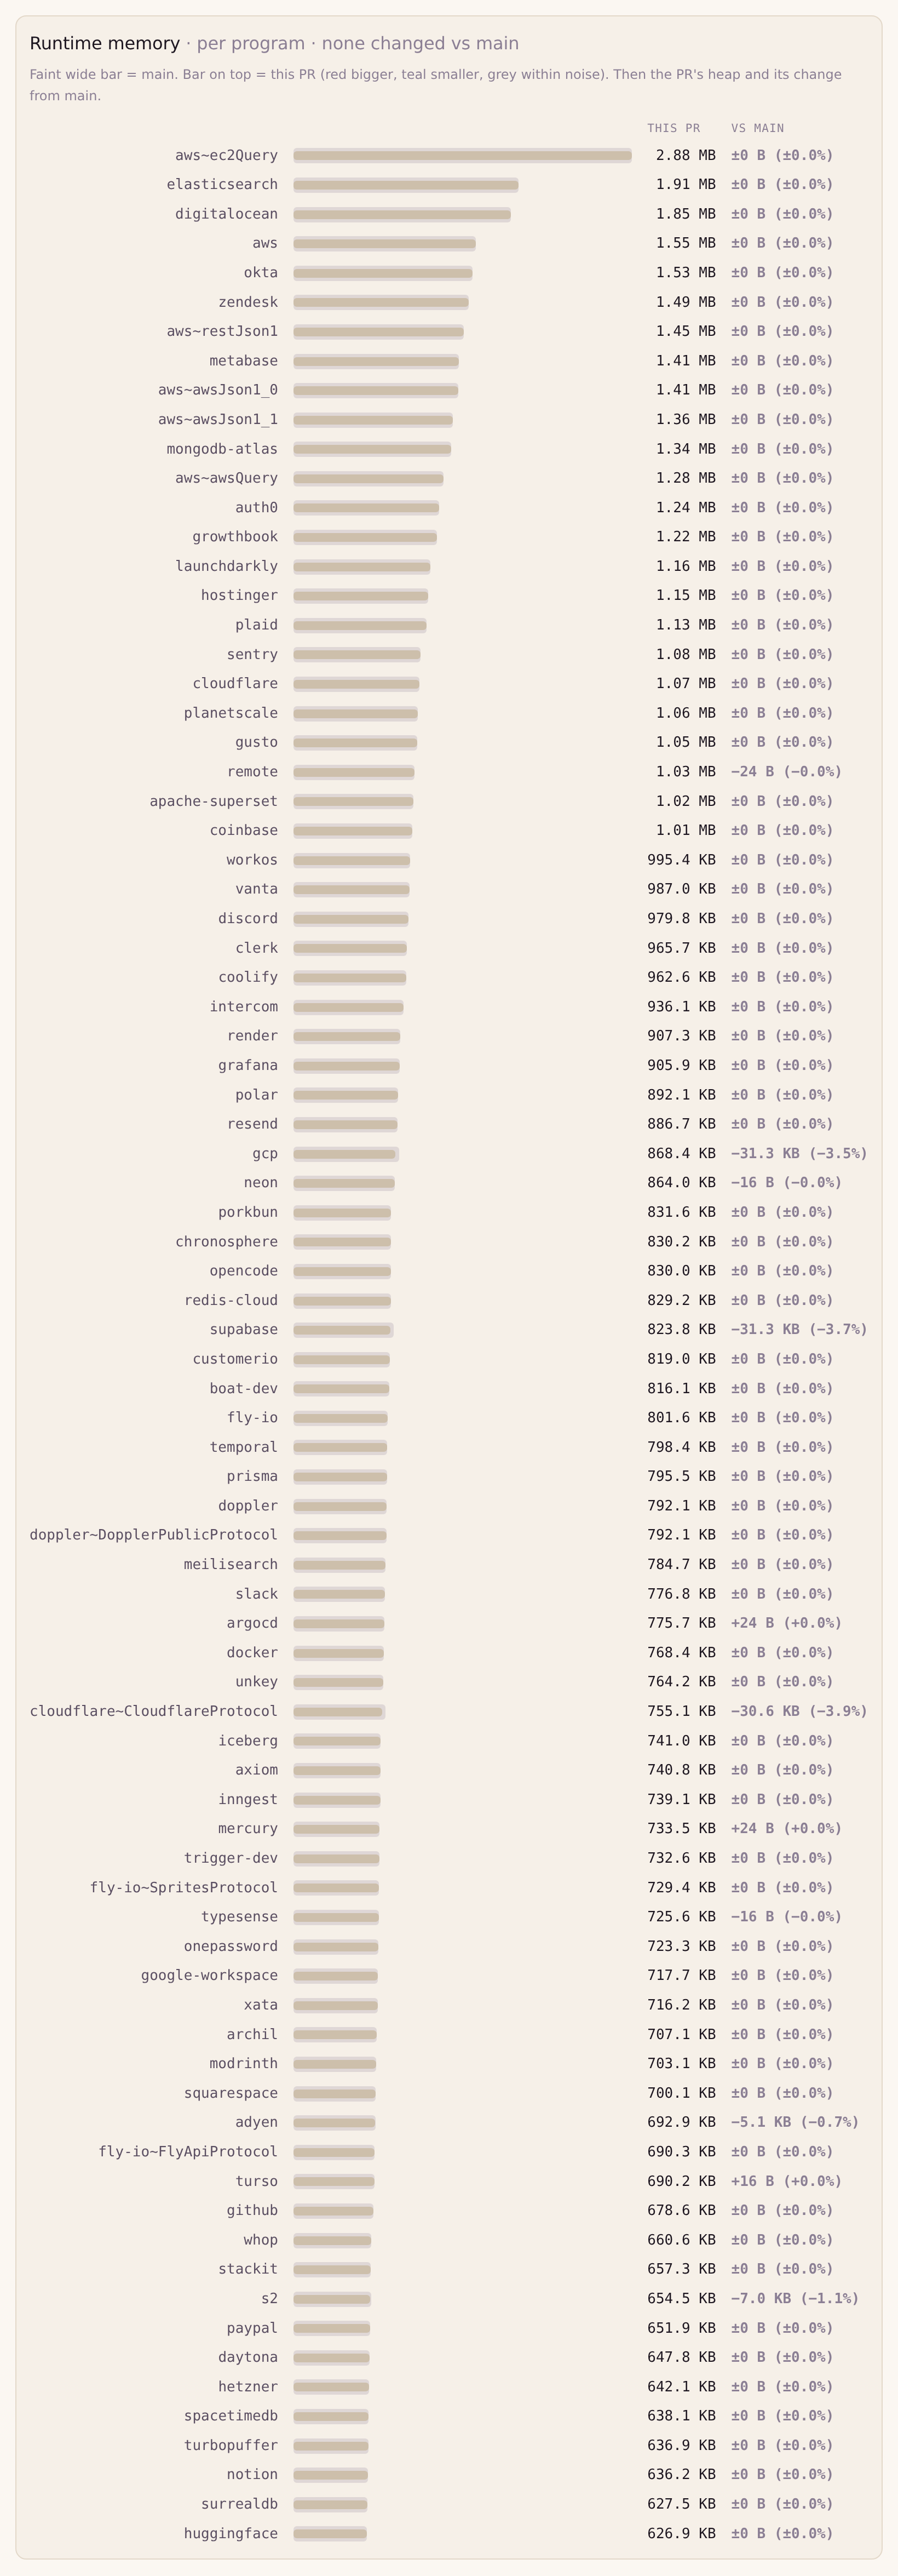 Runtime memory · per program · none changed vs main
Faint wide bar = main. Bar on top = this PR (red bigger, teal smaller, grey within noise). Then the PR's heap and its change
from main.
THIS PR VS MAIN
aws~ec2Query 2.88 MB ±0 B (±0.0%)
elasticsearch 1.91 MB ±0 B (±0.0%)
digitalocean 1.85 MB ±0 B (±0.0%)
aws 1.55 MB ±0 B (±0.0%)
okta 1.53 MB ±0 B (±0.0%)
zendesk 1.49 MB ±0 B (±0.0%)
aws~restJson1 1.45 MB ±0 B (±0.0%)
metabase 1.41 MB ±0 B (±0.0%)
aws~awsJson1_0 1.41 MB ±0 B (±0.0%)
aws~awsJson1_1 1.36 MB ±0 B (±0.0%)
mongodb-atlas 1.34 MB ±0 B (±0.0%)
aws~awsQuery 1.28 MB ±0 B (±0.0%)
auth0 1.24 MB ±0 B (±0.0%)
growthbook 1.22 MB ±0 B (±0.0%)
launchdarkly 1.16 MB ±0 B (±0.0%)
hostinger 1.15 MB ±0 B (±0.0%)
plaid 1.13 MB ±0 B (±0.0%)
sentry 1.08 MB ±0 B (±0.0%)
cloudflare 1.07 MB ±0 B (±0.0%)
planetscale 1.06 MB ±0 B (±0.0%)
gusto 1.05 MB ±0 B (±0.0%)
remote 1.03 MB −24 B (−0.0%)
apache-superset 1.02 MB ±0 B (±0.0%)
coinbase 1.01 MB ±0 B (±0.0%)
workos 995.4 KB ±0 B (±0.0%)
vanta 987.0 KB ±0 B (±0.0%)
discord 979.8 KB ±0 B (±0.0%)
clerk 965.7 KB ±0 B (±0.0%)
coolify 962.6 KB ±0 B (±0.0%)
intercom 936.1 KB ±0 B (±0.0%)
render 907.3 KB ±0 B (±0.0%)
grafana 905.9 KB ±0 B (±0.0%)
polar 892.1 KB ±0 B (±0.0%)
resend 886.7 KB ±0 B (±0.0%)
gcp 868.4 KB −31.3 KB (−3.5%)
neon 864.0 KB −16 B (−0.0%)
porkbun 831.6 KB ±0 B (±0.0%)
chronosphere 830.2 KB ±0 B (±0.0%)
opencode 830.0 KB ±0 B (±0.0%)
redis-cloud 829.2 KB ±0 B (±0.0%)
supabase 823.8 KB −31.3 KB (−3.7%)
customerio 819.0 KB ±0 B (±0.0%)
boat-dev 816.1 KB ±0 B (±0.0%)
fly-io 801.6 KB ±0 B (±0.0%)
temporal 798.4 KB ±0 B (±0.0%)
prisma 795.5 KB ±0 B (±0.0%)
doppler 792.1 KB ±0 B (±0.0%)
doppler~DopplerPublicProtocol 792.1 KB ±0 B (±0.0%)
meilisearch 784.7 KB ±0 B (±0.0%)
slack 776.8 KB ±0 B (±0.0%)
argocd 775.7 KB +24 B (+0.0%)
docker 768.4 KB ±0 B (±0.0%)
unkey 764.2 KB ±0 B (±0.0%)
cloudflare~CloudflareProtocol 755.1 KB −30.6 KB (−3.9%)
iceberg 741.0 KB ±0 B (±0.0%)
axiom 740.8 KB ±0 B (±0.0%)
inngest 739.1 KB ±0 B (±0.0%)
mercury 733.5 KB +24 B (+0.0%)
trigger-dev 732.6 KB ±0 B (±0.0%)
fly-io~SpritesProtocol 729.4 KB ±0 B (±0.0%)
typesense 725.6 KB −16 B (−0.0%)
onepassword 723.3 KB ±0 B (±0.0%)
google-workspace 717.7 KB ±0 B (±0.0%)
xata 716.2 KB ±0 B (±0.0%)
archil 707.1 KB ±0 B (±0.0%)
modrinth 703.1 KB ±0 B (±0.0%)
squarespace 700.1 KB ±0 B (±0.0%)
adyen 692.9 KB −5.1 KB (−0.7%)
fly-io~FlyApiProtocol 690.3 KB ±0 B (±0.0%)
turso 690.2 KB +16 B (+0.0%)
github 678.6 KB ±0 B (±0.0%)
whop 660.6 KB ±0 B (±0.0%)
stackit 657.3 KB ±0 B (±0.0%)
s2 654.5 KB −7.0 KB (−1.1%)
paypal 651.9 KB ±0 B (±0.0%)
daytona 647.8 KB ±0 B (±0.0%)
hetzner 642.1 KB ±0 B (±0.0%)
spacetimedb 638.1 KB ±0 B (±0.0%)
turbopuffer 636.9 KB ±0 B (±0.0%)
notion 636.2 KB ±0 B (±0.0%)
surrealdb 627.5 KB ±0 B (±0.0%)
huggingface 626.9 KB ±0 B (±0.0%)